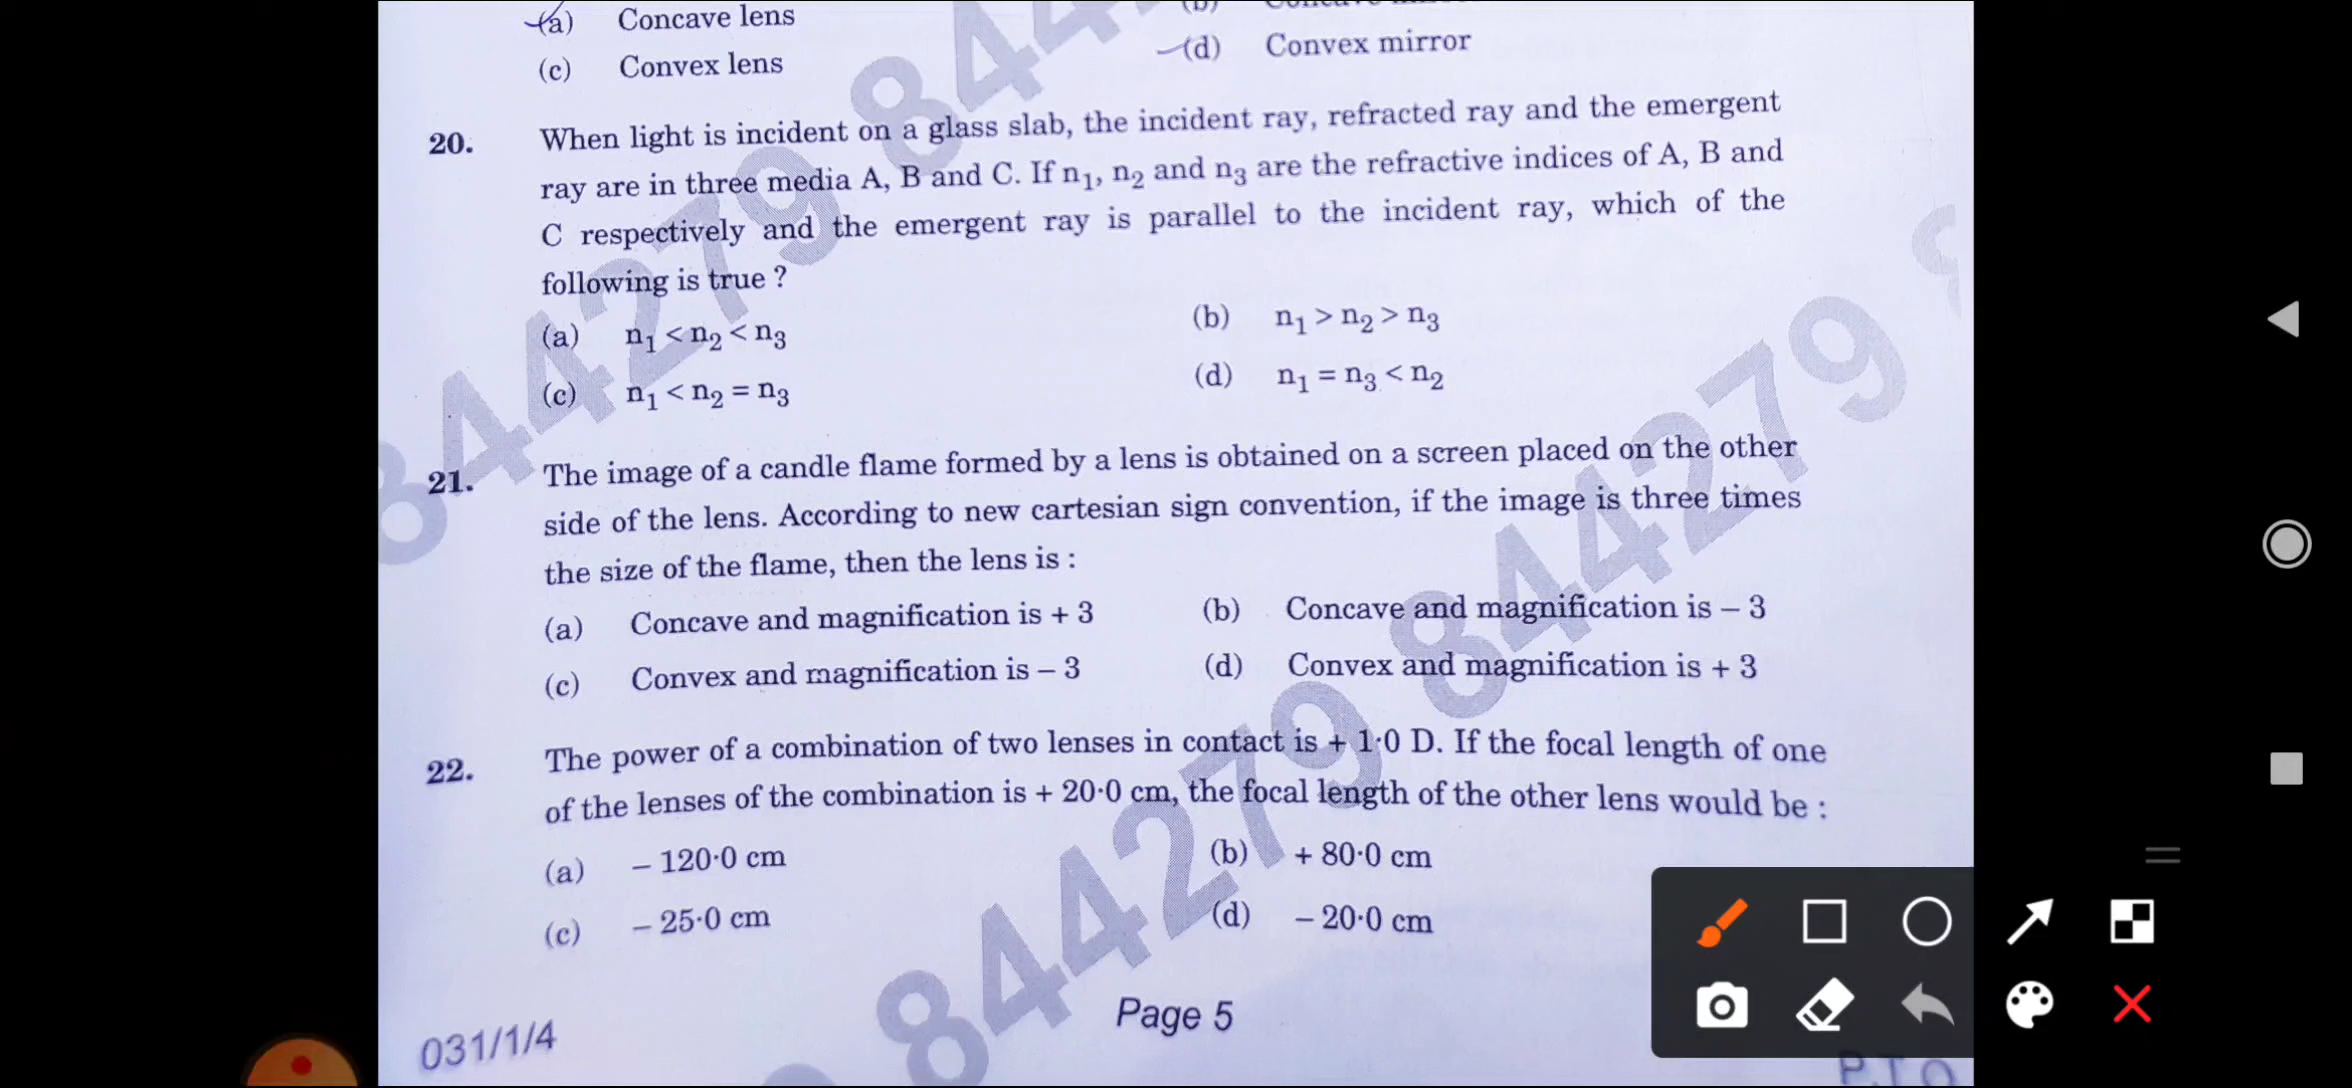 (a) Concave lens
(c) Convex lens
(d) Convex mirror
20. When light is incident on a glass slab, the incident ray, refracted ray and the emergent
ray are in three media A, B and C. If n₁, n₂ and n₃ are the refractive indices of A, B and
C respectively and the emergent ray is parallel to the incident ray, which of the
following is true ?
(a) n₁ < n₂ < n₃ (b) n₁ > n₂ > n₃
(c) n₁ < n₂ = n₃ (d) n₁ = n₃ < n₂
21. The image of a candle flame formed by a lens is obtained on a screen placed on the other
side of the lens. According to new cartesian sign convention, if the image is three times
the size of the flame, then the lens is :
(a) Concave and magnification is + 3 (b) Concave and magnification is – 3
(c) Convex and magnification is – 3 (d) Convex and magnification is + 3
22. The power of a combination of two lenses in contact is + 1·0 D. If the focal length of one
of the lenses of the combination is + 20·0 cm, the focal length of the other lens would be :
(a) – 120·0 cm (b) + 80·0 cm
(c) – 25·0 cm (d) – 20·0 cm
031/1/4 Page 5 P.T.O
844279 844279
844279 844279